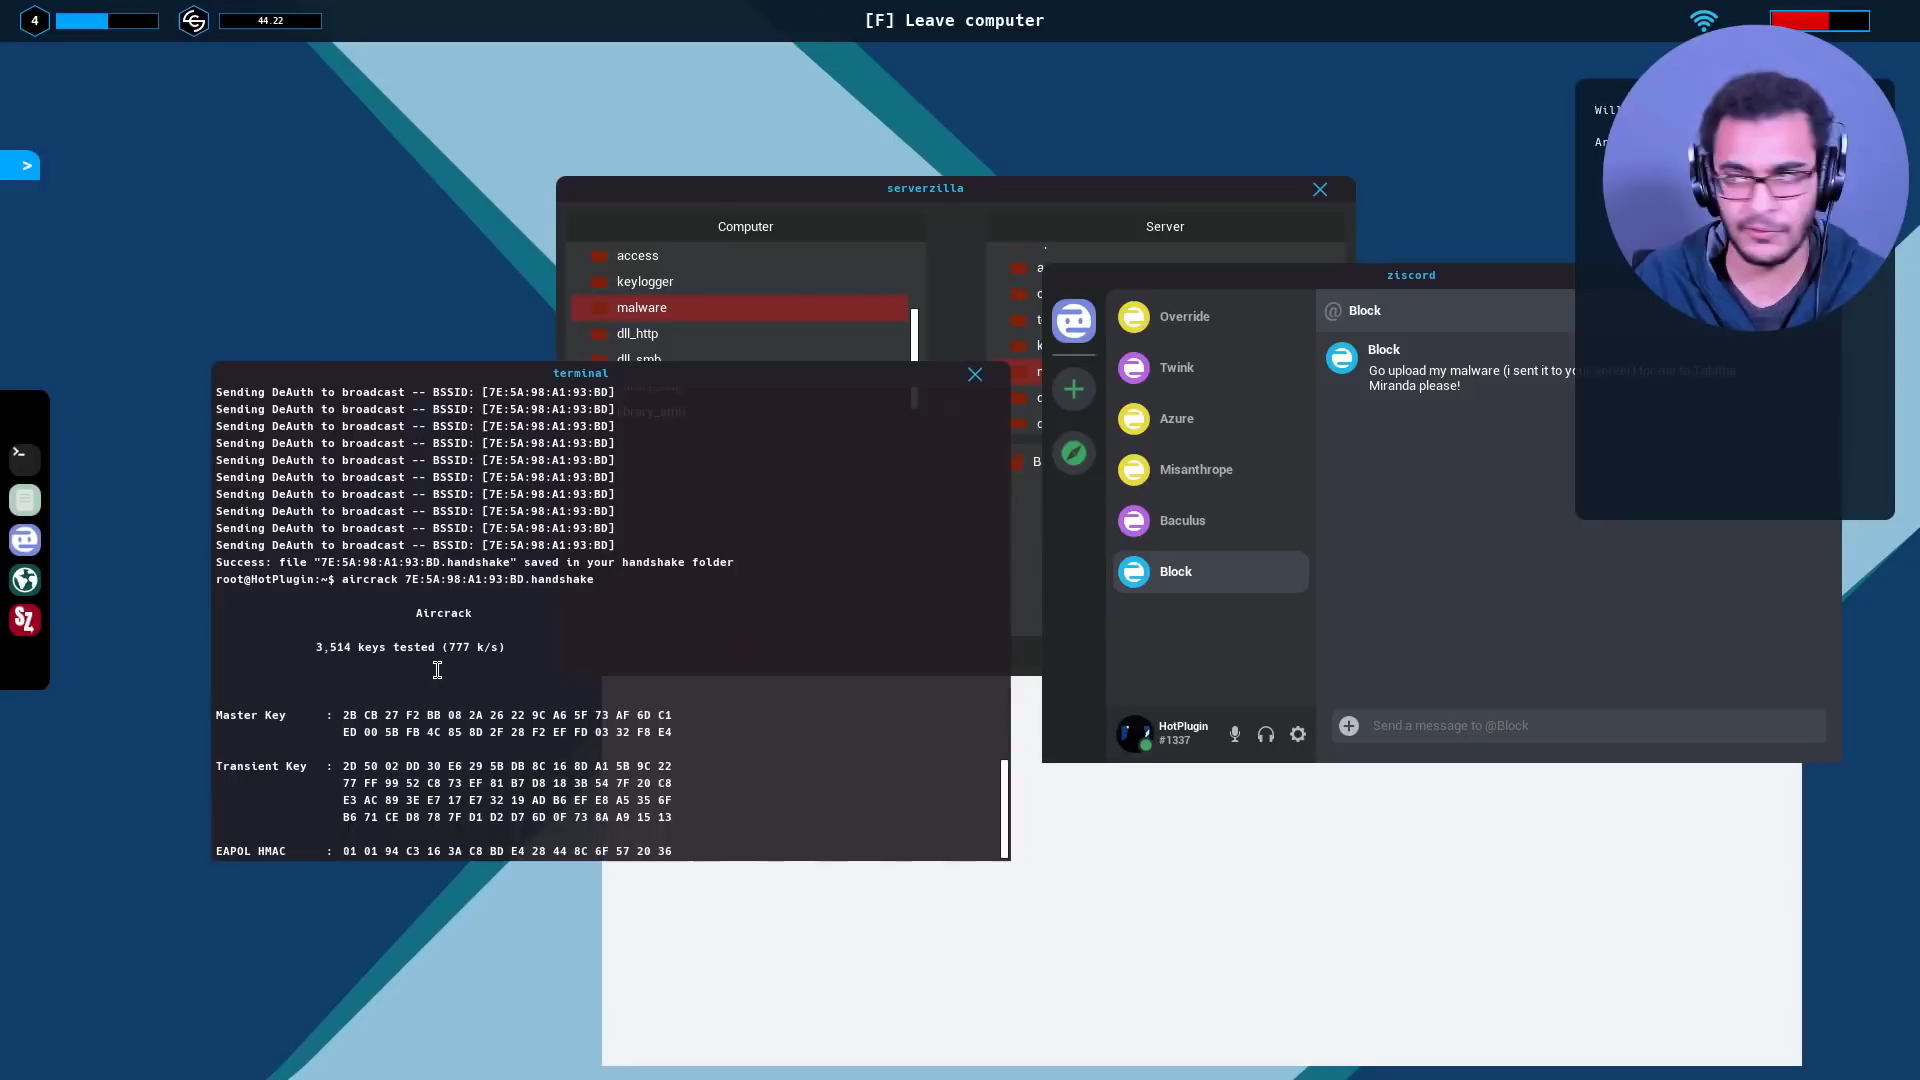 4
44.22
[F] Leave computer
>
serverzilla
Computer
Server
access
keylogger
malware
dll_http
dll_smb
terminal
Sending DeAuth to broadcast -- BSSID: [7E:5A:98:A1:93:BD]
Sending DeAuth to broadcast -- BSSID: [7E:5A:98:A1:93:BD]
Sending DeAuth to broadcast -- BSSID: [7E:5A:98:A1:93:BD]
Sending DeAuth to broadcast -- BSSID: [7E:5A:98:A1:93:BD]
Sending DeAuth to broadcast -- BSSID: [7E:5A:98:A1:93:BD]
Sending DeAuth to broadcast -- BSSID: [7E:5A:98:A1:93:BD]
Sending DeAuth to broadcast -- BSSID: [7E:5A:98:A1:93:BD]
Sending DeAuth to broadcast -- BSSID: [7E:5A:98:A1:93:BD]
Sending DeAuth to broadcast -- BSSID: [7E:5A:98:A1:93:BD]
Sending DeAuth to broadcast -- BSSID: [7E:5A:98:A1:93:BD]
Success: file "7E:5A:98:A1:93:BD.handshake" saved in your handshake folder
root@HotPlugin:~$ aircrack 7E:5A:98:A1:93:BD.handshake
Aircrack
3,514 keys tested (777 k/s)
Master Key : 2B CB 27 F2 BB 08 2A 26 22 9C A6 5F 73 AF 6D C1
ED 00 5B FB 4C 85 8D 2F 28 F2 EF FD 03 32 F8 E4
Transient Key : 2D 50 02 DD 30 E6 29 5B DB 8C 16 8D A1 5B 9C 22
77 FF 99 52 C8 73 EF 81 B7 D8 18 3B 54 7F 20 C8
E3 AC 89 3E E7 17 E7 32 19 AD B6 EF E8 A5 35 6F
B6 71 CE D8 78 7F D1 D2 D7 6D 0F 73 8A A9 15 13
EAPOL HMAC : 01 01 94 C3 16 3A C8 BD E4 28 44 8C 6F 57 20 36
ziscord
Override
Twink
Azure
Misanthrope
Baculus
Block
HotPlugin
#1337
@ Block
Block
Go upload my malware (i sent it to your server) for me to Tabitha
Miranda please!
Send a message to @Block